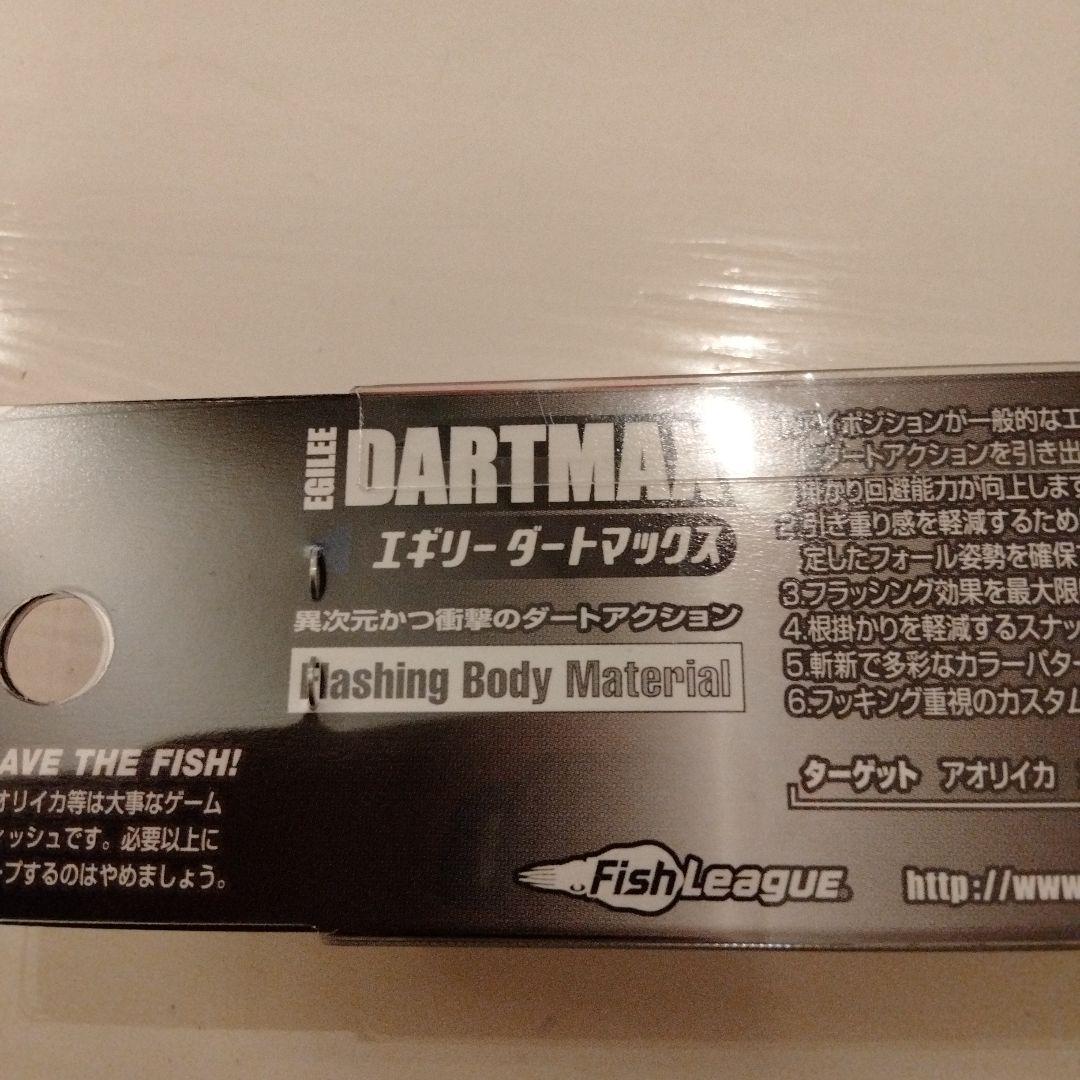 EGILEE
DARTMAX
エギリー ダートマックス
異次元かつ衝撃のダートアクション
Flashing Body Material
AVE THE FISH!
オリイカ等は大事なゲーム
ィッシュです。必要以上に
ープするのはやめましょう。
イポジションが一般的なエ
ダートアクションを引き出
掛かり回避能力が向上します
2.引き重り感を軽減するため
定したフォール姿勢を確保
3.フラッシング効果を最大限
4.根掛かりを軽減するスナッ
5.斬新で多彩なカラーパター
6.フッキング重視のカスタム
ターゲット アオリイカ
FishLeague
http://www